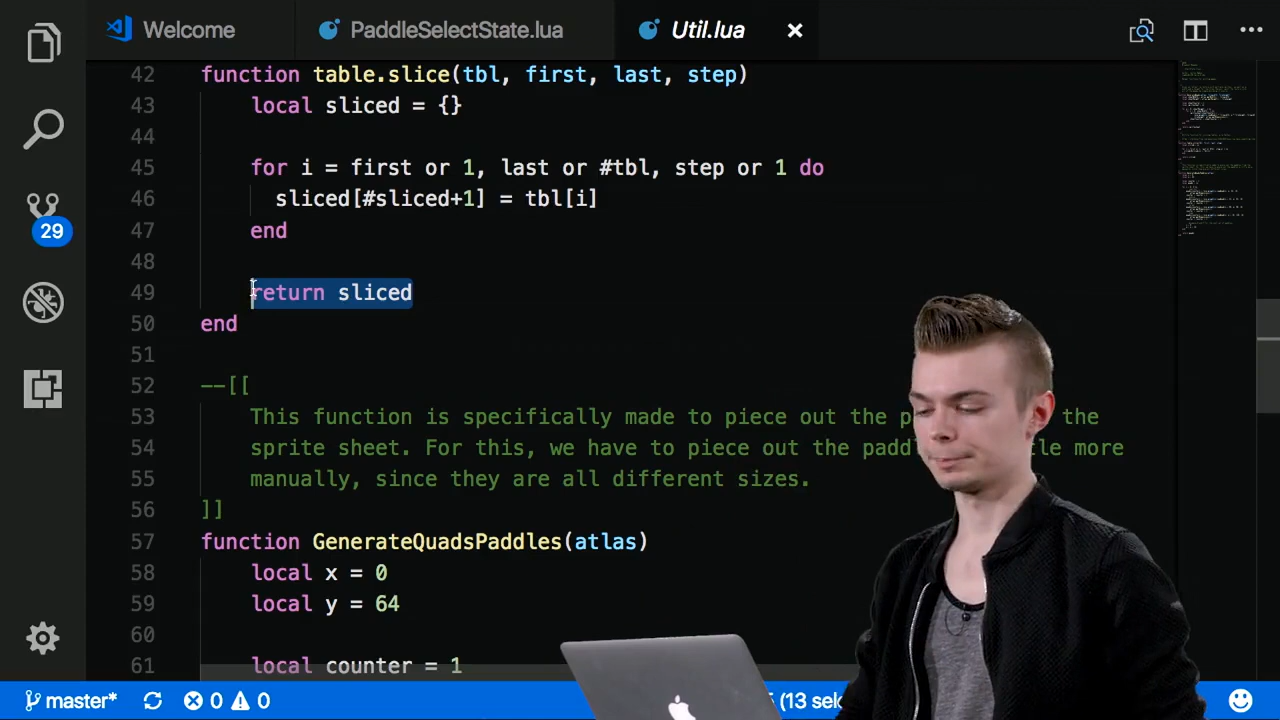 Welcome
PaddleSelectState.lua
Util.lua
42 function table.slice(tbl, first, last, step)
43 local sliced = {}
44
45 for i = first or 1, last or #tbl, step or 1 do
46 sliced[#sliced+1] = tbl[i]
47 end
48
49 return sliced
50 end
51
52 --[[
53 This function is specifically made to piece out the the
54 sprite sheet. For this, we have to piece out the more
55 manually, since they are all different sizes.
56 ]]
57 function GenerateQuadsPaddles(atlas)
58 local x = 0
59 local y = 64
60
61 local counter = 1
29
master* 0 0 (13